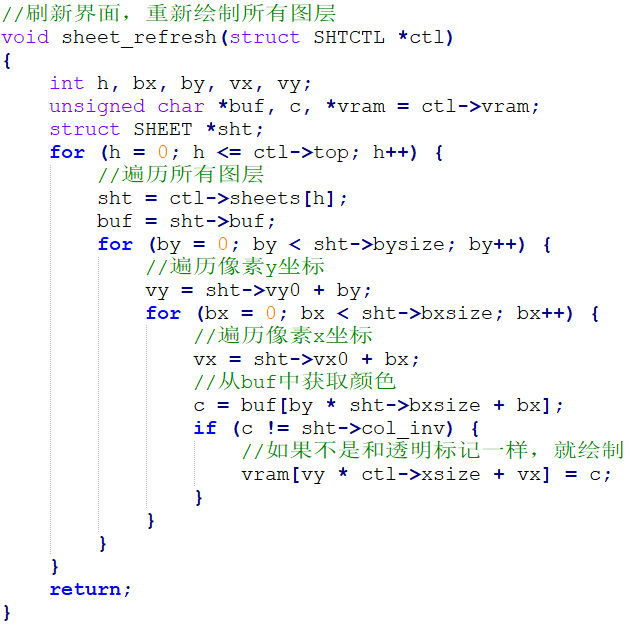 //刷新界面，重新绘制所有图层
void sheet_refresh(struct SHTCTL *ctl)
{
    int h, bx, by, vx, vy;
    unsigned char *buf, c, *vram = ctl->vram;
    struct SHEET *sht;
    for (h = 0; h <= ctl->top; h++) {
        //遍历所有图层
        sht = ctl->sheets[h];
        buf = sht->buf;
        for (by = 0; by < sht->bysize; by++) {
            //遍历像素y坐标
            vy = sht->vy0 + by;
            for (bx = 0; bx < sht->bxsize; bx++) {
                //遍历像素x坐标
                vx = sht->vx0 + bx;
                //从buf中获取颜色
                c = buf[by * sht->bxsize + bx];
                if (c != sht->col_inv) {
                    //如果不是和透明标记一样，就绘制
                    vram[vy * ctl->xsize + vx] = c;
                }
            }
        }
    }
    return;
}